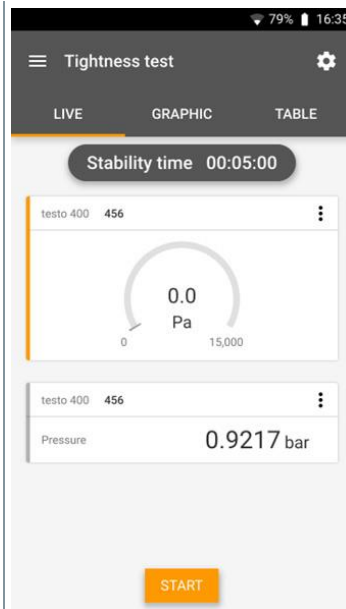 79% 16:35
Tightness test
LIVE GRAPHIC TABLE
Stability time 00:05:00
testo 400 456
0.0
Pa
0 15,000
testo 400 456
Pressure 0.9217 bar
START